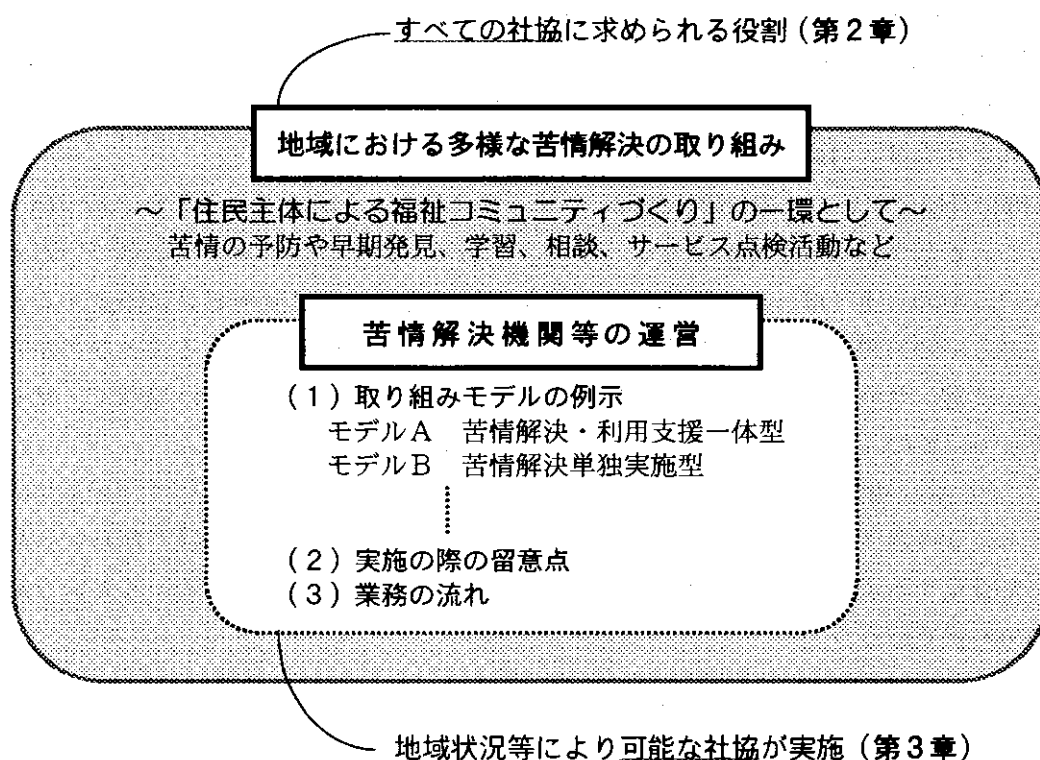 すべての社協に求められる役割（第２章）
地域における多様な苦情解決の取り組み
～「住民主体による福祉コミュニティづくり」の一環として～
苦情の予防や早期発見、学習、相談、サービス点検活動など
苦情解決機関等の運営
（１）取り組みモデルの例示
モデルＡ　苦情解決・利用支援一体型
モデルＢ　苦情解決単独実施型
（２）実施の際の留意点
（３）業務の流れ
地域状況等により可能な社協が実施（第３章）